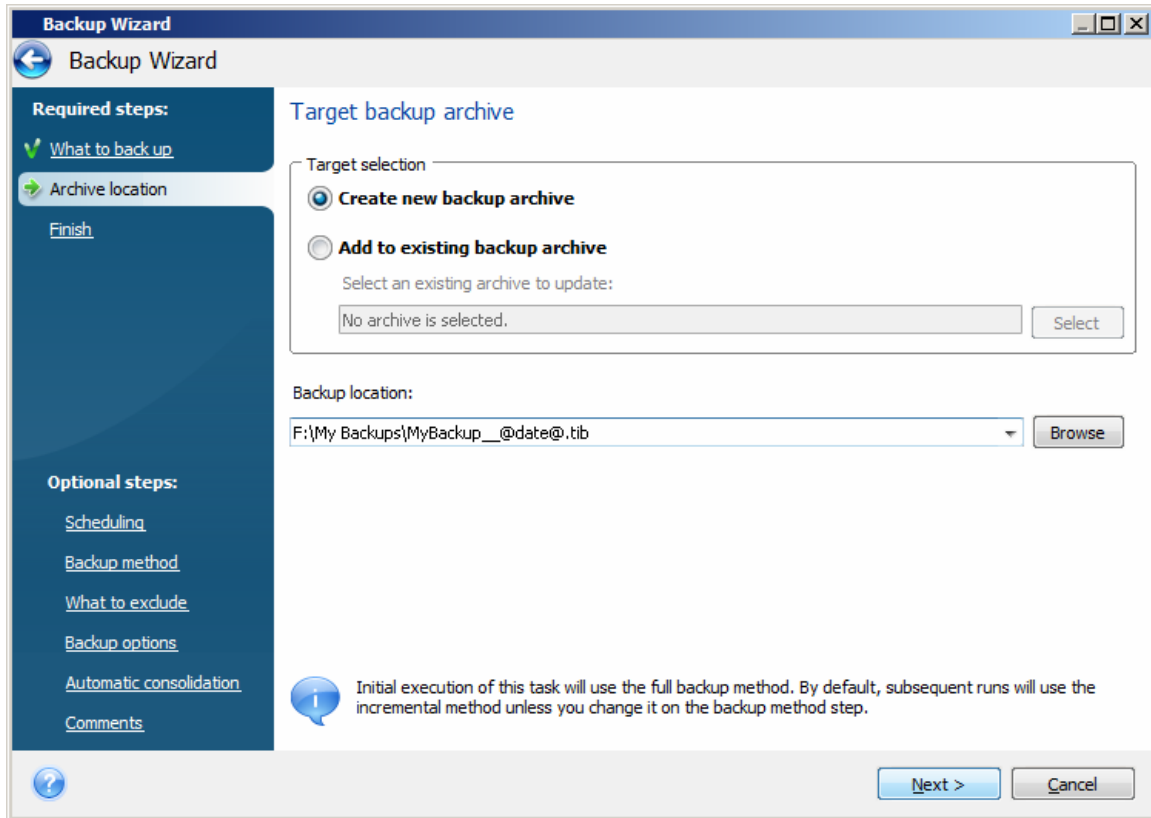 Backup Wizard
Backup Wizard
Required steps:
What to back up
Archive location
Finish
Optional steps:
Scheduling
Backup method
What to exclude
Backup options
Automatic consolidation
Comments
Target backup archive
Target selection
Create new backup archive
Add to existing backup archive
Select an existing archive to update:
No archive is selected.
Select
Backup location:
F:\My Backups\MyBackup__@date@.tib
Browse
Initial execution of this task will use the full backup method. By default, subsequent runs will use the
incremental method unless you change it on the backup method step.
Next >
Cancel